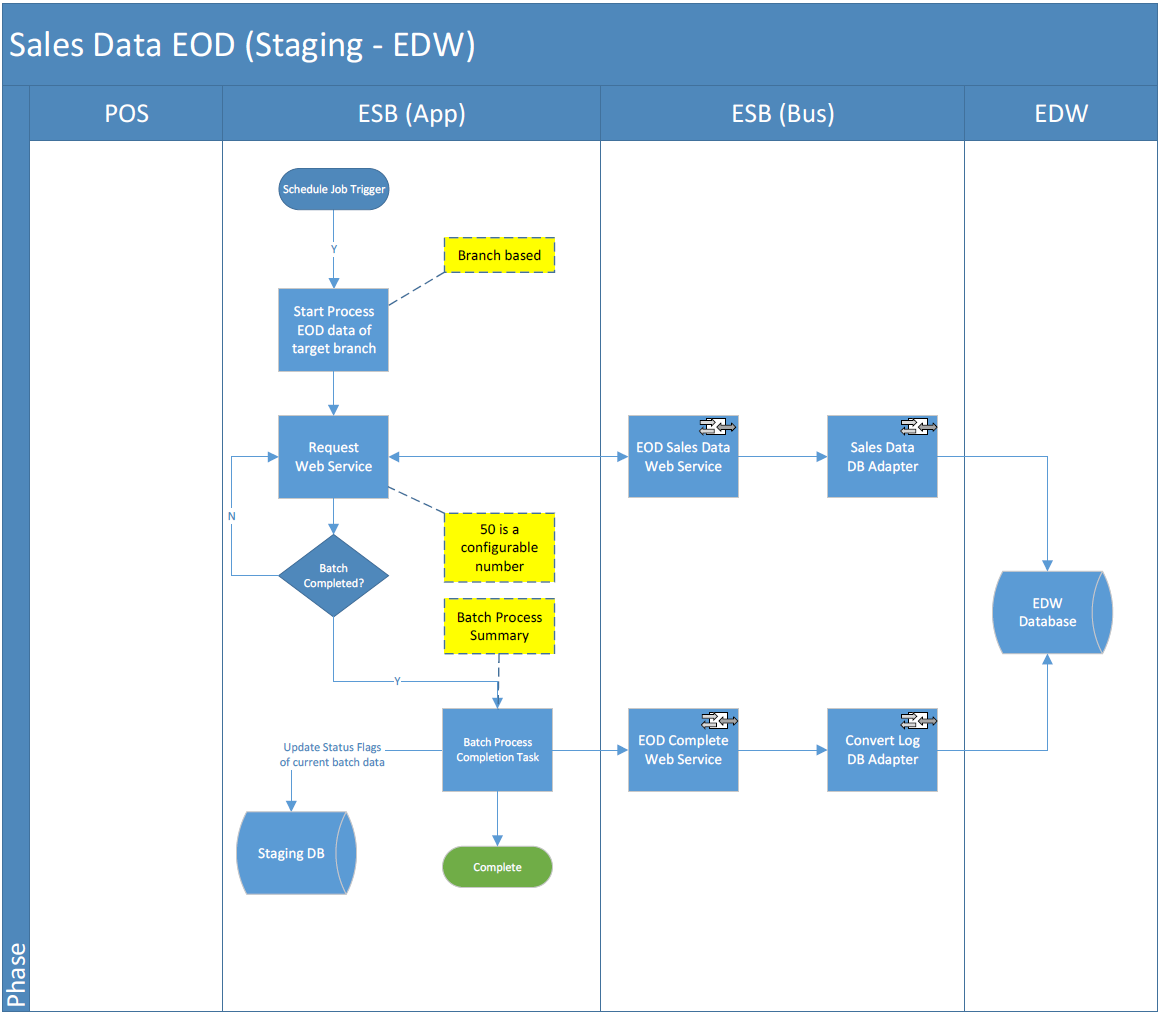 Sales Data EOD (Staging - EDW)
POS
ESB (App)
ESB (Bus)
EDW
Schedule Job Trigger
Y
Branch based
Start Process
EOD data of
target branch
Request
Web Service
EOD Sales Data
Web Service
Sales Data
DB Adapter
N
50 is a
configurable
number
Batch
Completed?
Batch Process
Summary
EDW
Database
Y
Update Status Flags
of current batch data
Batch Process
Completion Task
EOD Complete
Web Service
Convert Log
DB Adapter
Staging DB
Complete
Phase